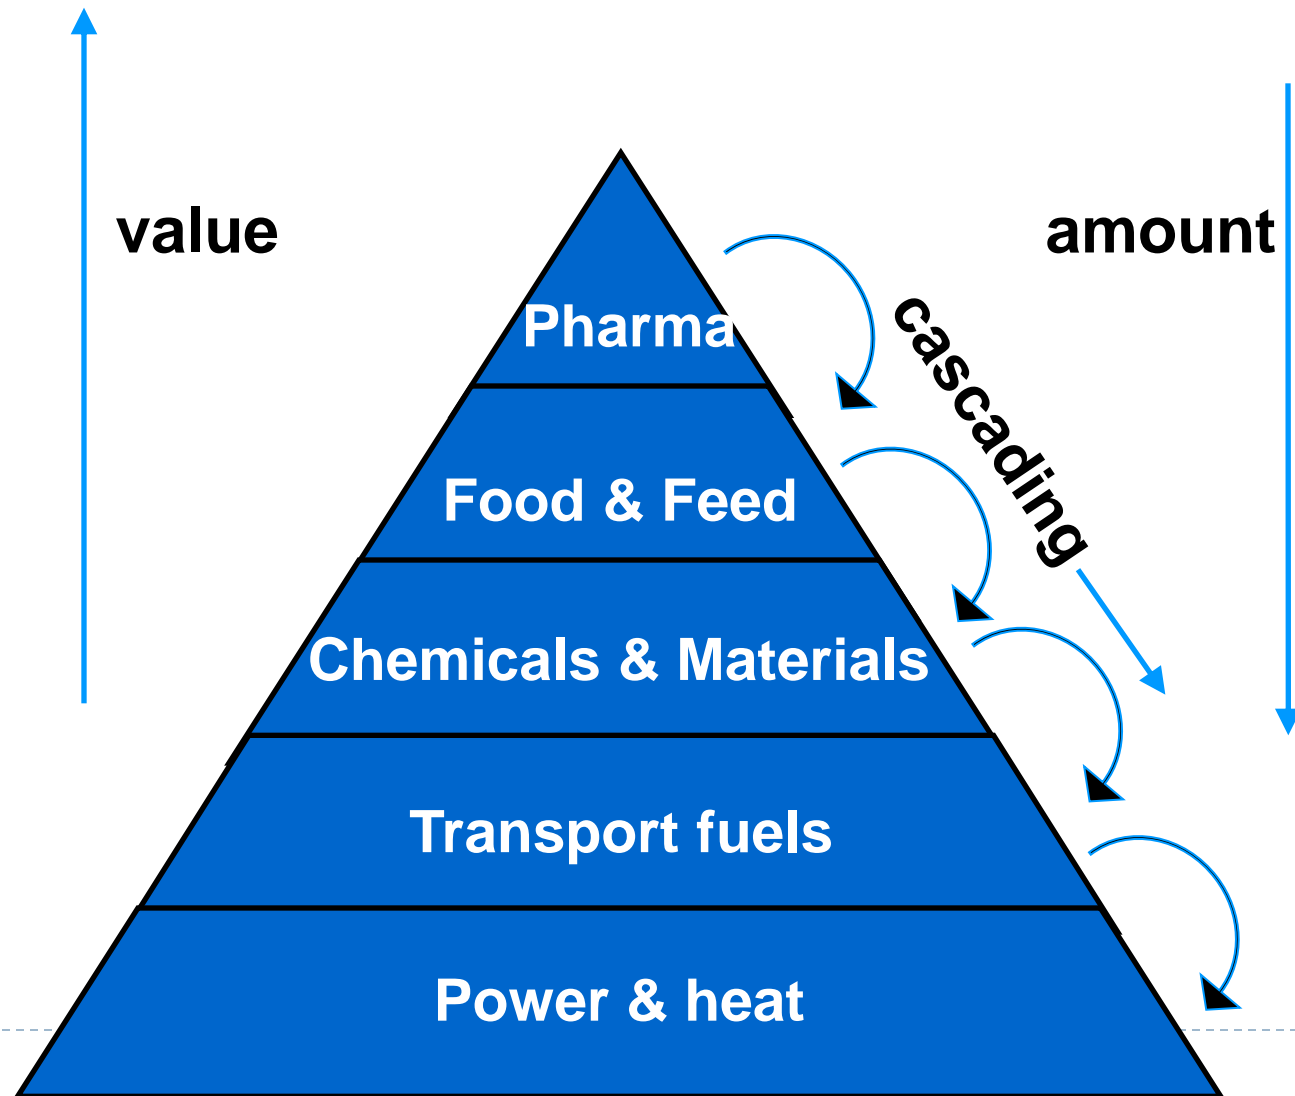 value
amount
cascading
Pharma
Food & Feed
Chemicals & Materials
Transport fuels
Power & heat